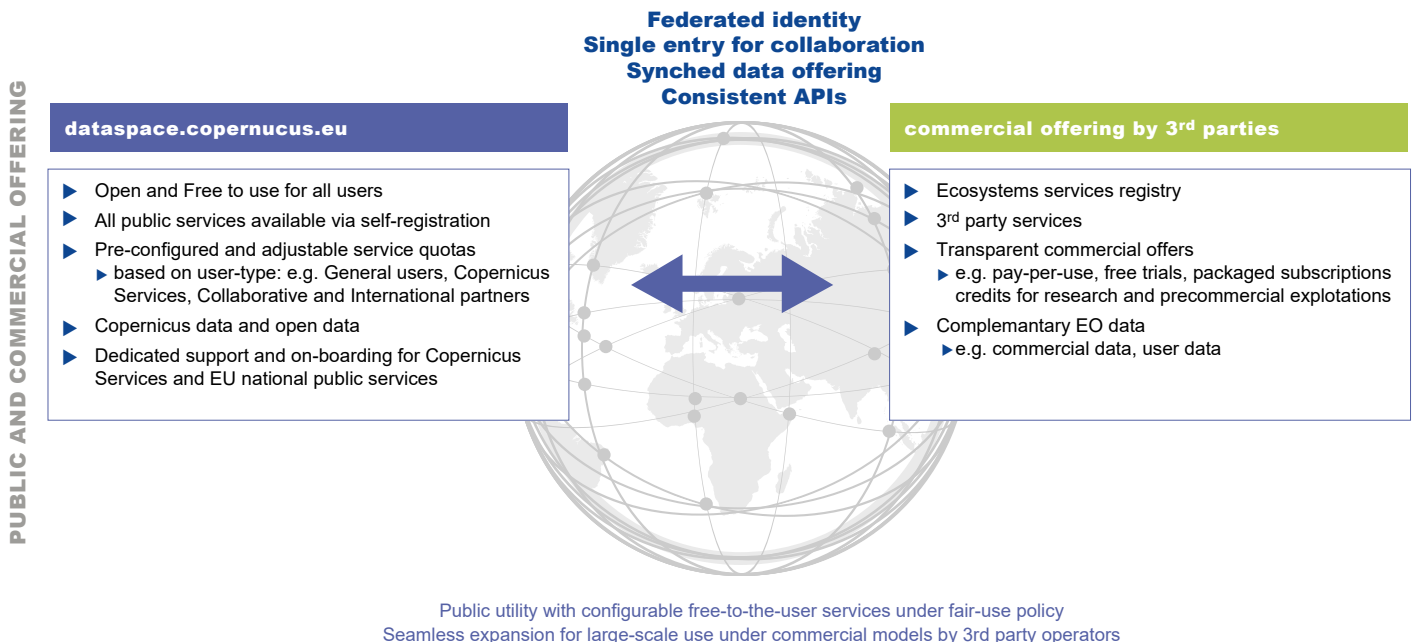 Federated identity
Single entry for collaboration
Synched data offering
Consistent APIs
PUBLIC AND COMMERCIAL OFFERING
dataspace.copernucus.eu
Open and Free to use for all users
All public services available via self-registration
Pre-configured and adjustable service quotas
based on user-type: e.g. General users, Copernicus
Services, Collaborative and International partners
Copernicus data and open data
Dedicated support and on-boarding for Copernicus
Services and EU national public services
commercial offering by 3rd parties
Ecosystems services registry
3rd party services
Transparent commercial offers
e.g. pay-per-use, free trials, packaged subscriptions
credits for research and precommercial explotations
Complemantary EO data
e.g. commercial data, user data
Public utility with configurable free-to-the-user services under fair-use policy
Seamless expansion for large-scale use under commercial models by 3rd party operators